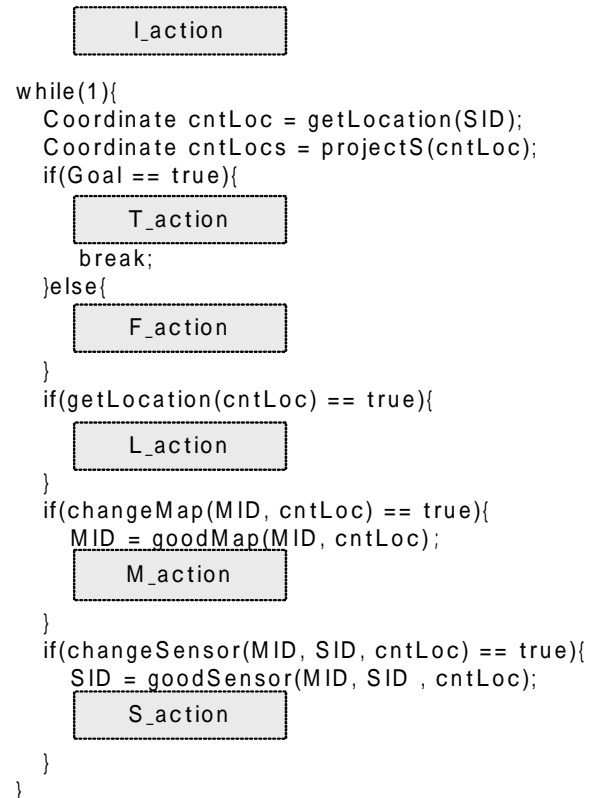 I_action
while(1){
Coordinate cntLoc = getLocation(SID);
Coordinate cntLocs = projectS(cntLoc);
if(Goal == true){
T_action
break;
}else{
F_action
}
if(getLocation(cntLoc) == true){
L_action
}
if(changeMap(MID, cntLoc) == true){
MID = goodMap(MID, cntLoc);
M_action
}
if(changeSensor(MID, SID, cntLoc) == true){
SID = goodSensor(MID, SID , cntLoc);
S_action
}
}